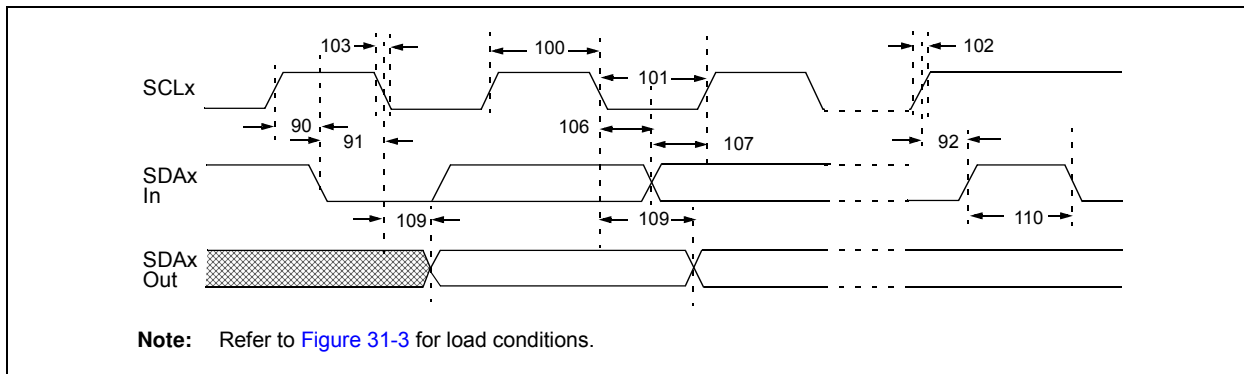 103 100 102
SCLx 101
90 106
91 107 92
SDAx
In
109 109 110
SDAx
Out
Note: Refer to Figure 31-3 for load conditions.